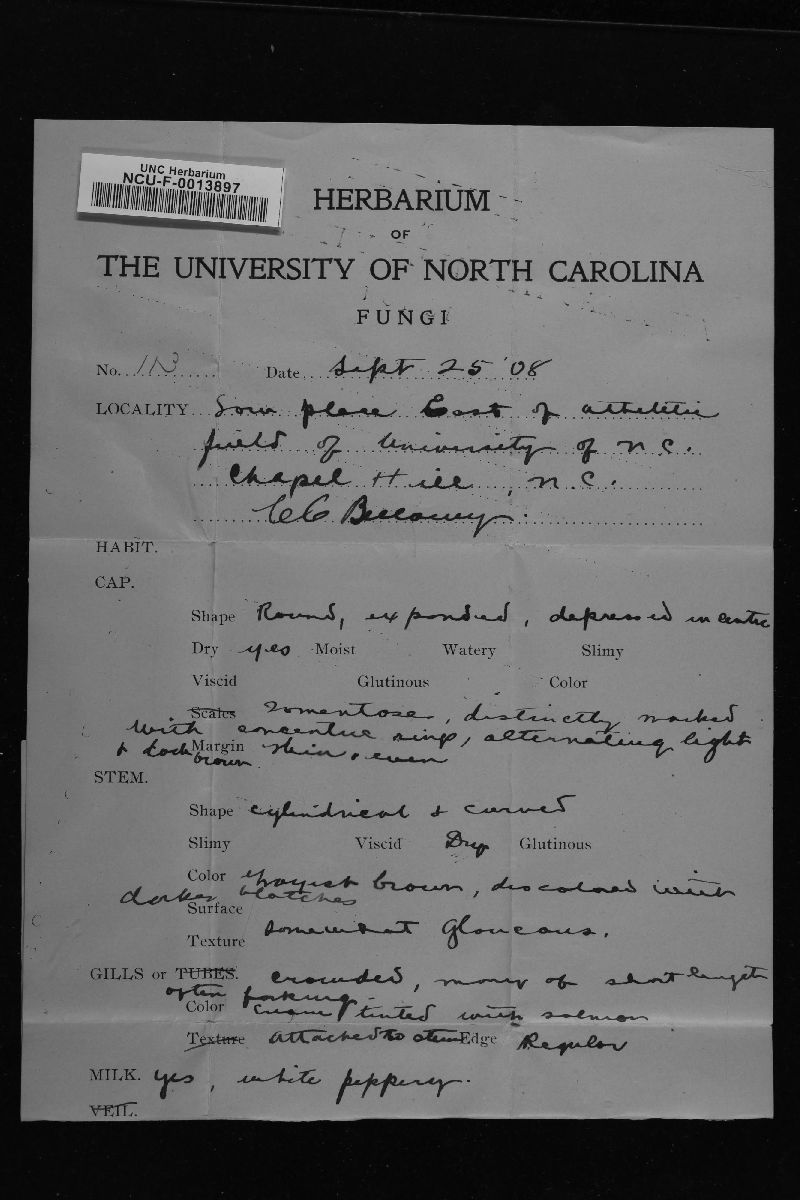 UNC Herbarium
NCU-F-0013897
HERBARIUM
OF
THE UNIVERSITY OF NORTH CAROLINA
FUNGI
No. 113 Date Sept 25 '08
LOCALITY Low place East of athletic
field of University of N C.
Chapel Hill, N.C.
C C Bellamy.
HABIT.
CAP.
Shape Round, expanded, depressed in centre
Dry yes Moist Watery Slimy
Viscid Glutinous Color
Scales Tomentose, distinctly marked
with concentric rings, alternating light
& dark brown
Margin thin, even
STEM.
Shape cylindrical & curved
Slimy Viscid Dry Glutinous
Color grayish brown, discolored with
darker blotches
Surface
Texture somewhat glaucous.
GILLS or TUBES. crowded, many of short length
often forking.
Color cream / tinted with salmon
Texture attached to stem Edge Regular
MILK. yes, white peppery.
VEIL.